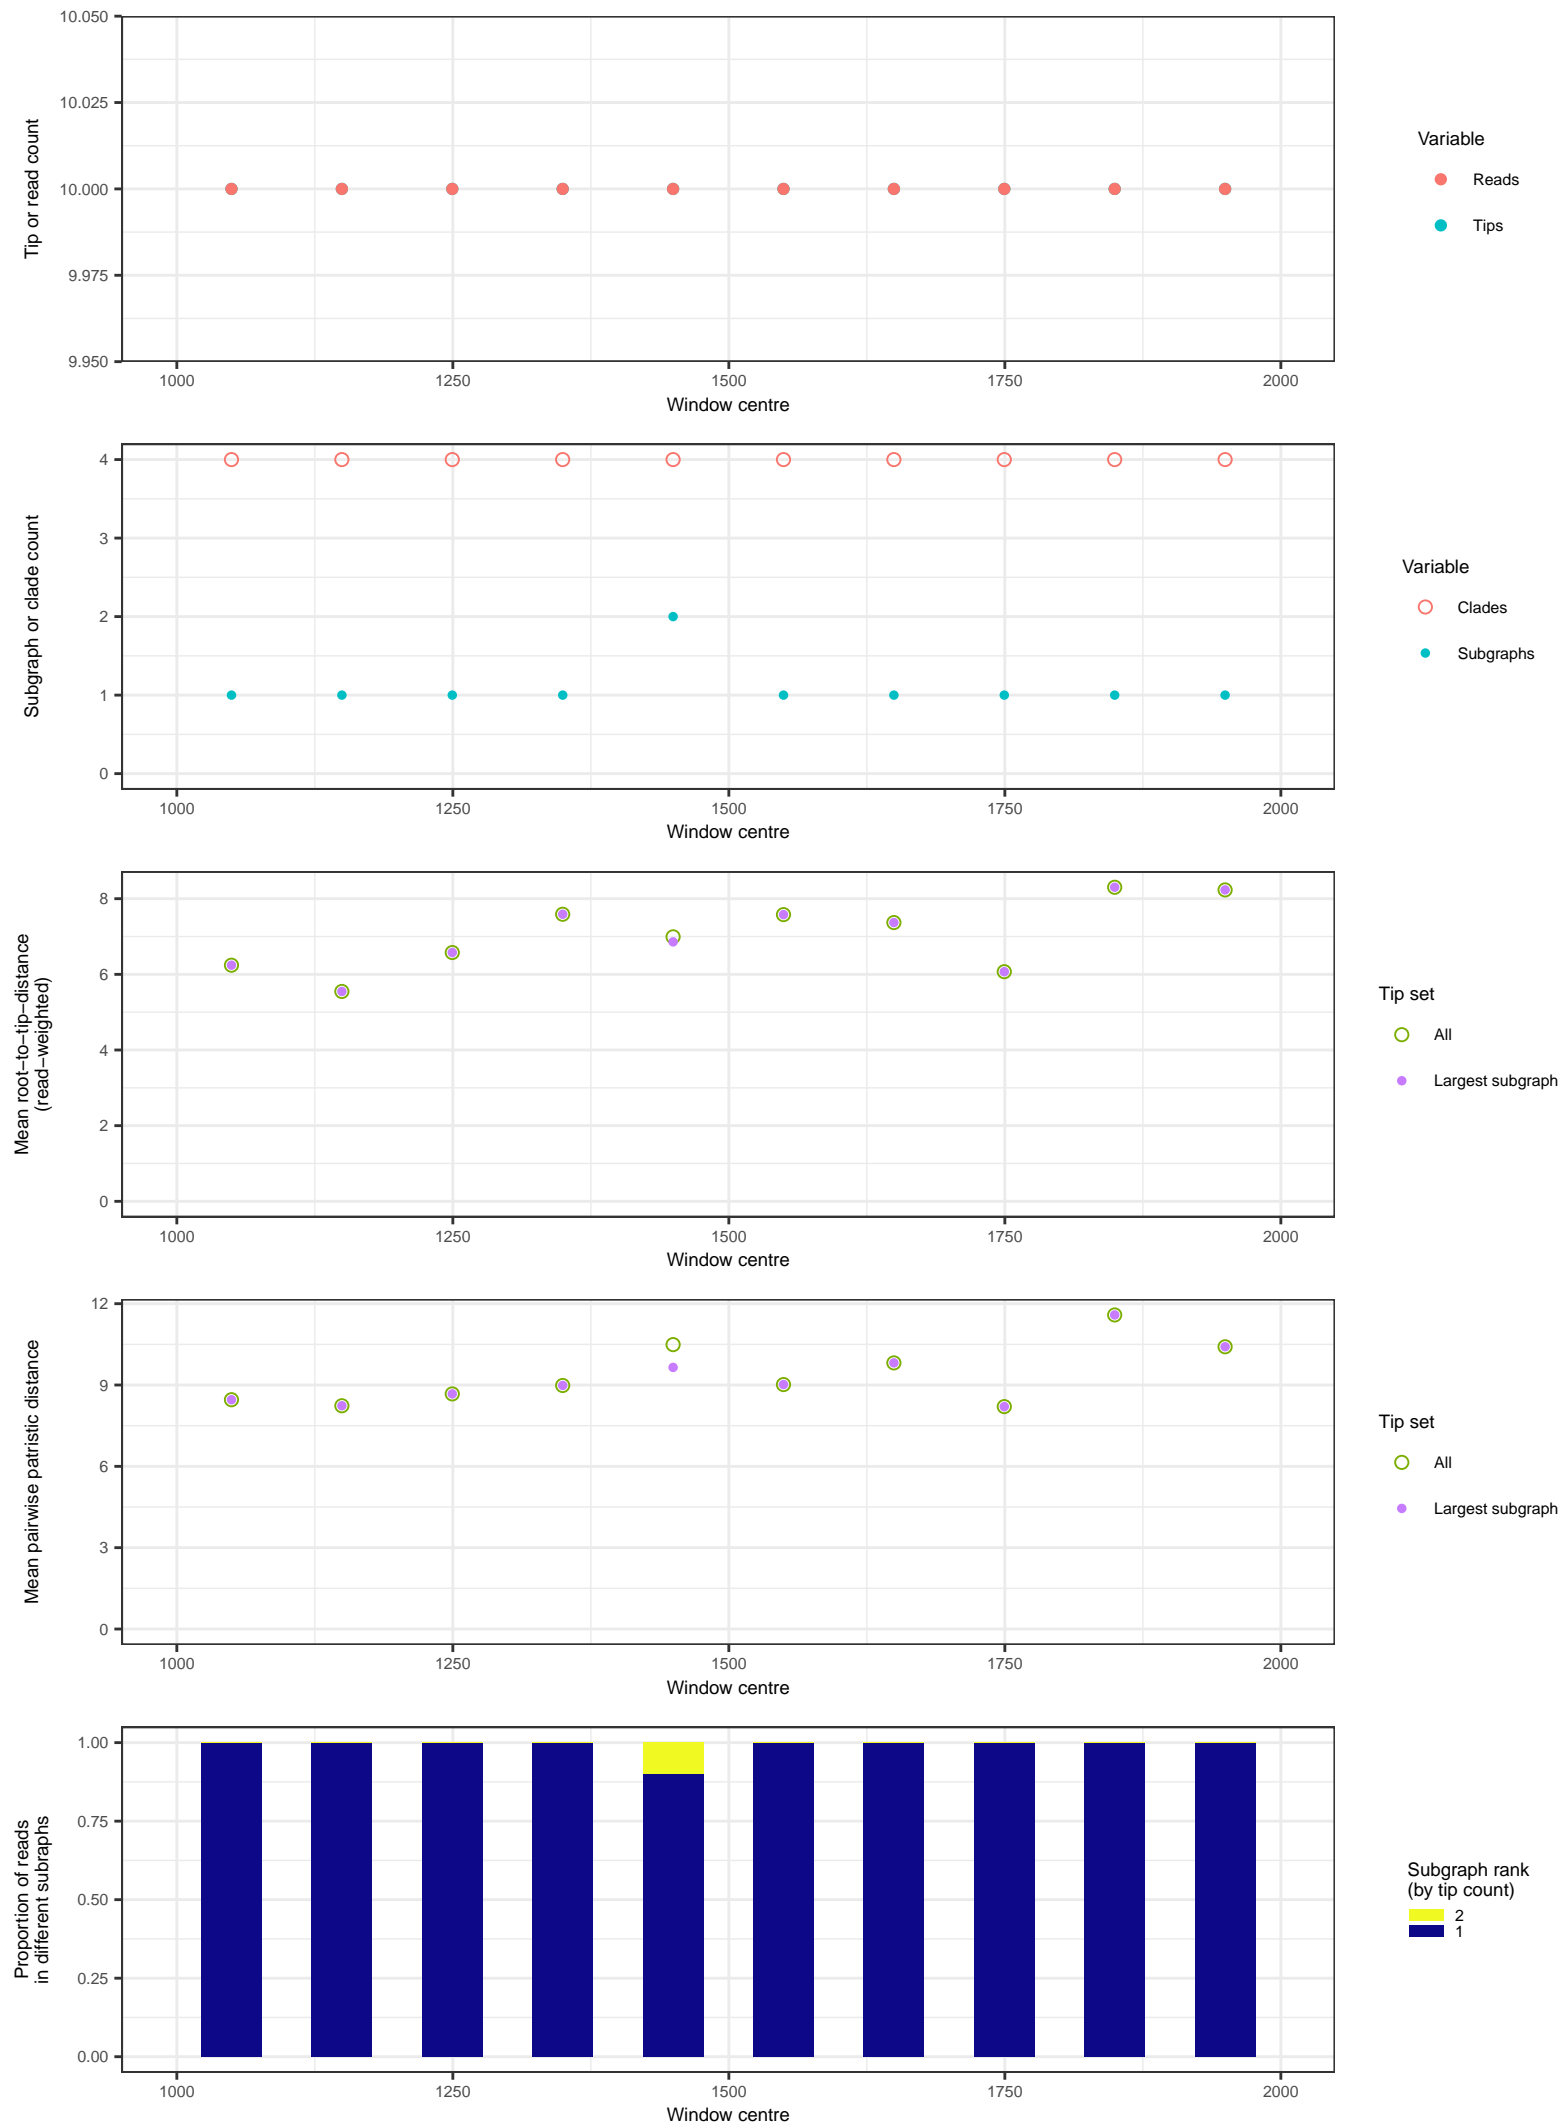 10.050
10.025
10.000
9.975
9.950
Tip or read count
1000 1250 1500 1750 2000
Window centre
Variable
Reads
Tips
4
3
2
1
0
Subgraph or clade count
1000 1250 1500 1750 2000
Window centre
Variable
Clades
Subgraphs
8
6
4
2
0
Mean root−to−tip−distance
(read−weighted)
1000 1250 1500 1750 2000
Window centre
Tip set
All
Largest subgraph
12
9
6
3
0
Mean pairwise patristic distance
1000 1250 1500 1750 2000
Window centre
Tip set
All
Largest subgraph
1.00
0.75
0.50
0.25
0.00
Proportion of reads
in different subraphs
1000 1250 1500 1750 2000
Window centre
Subgraph rank
(by tip count)
2
1